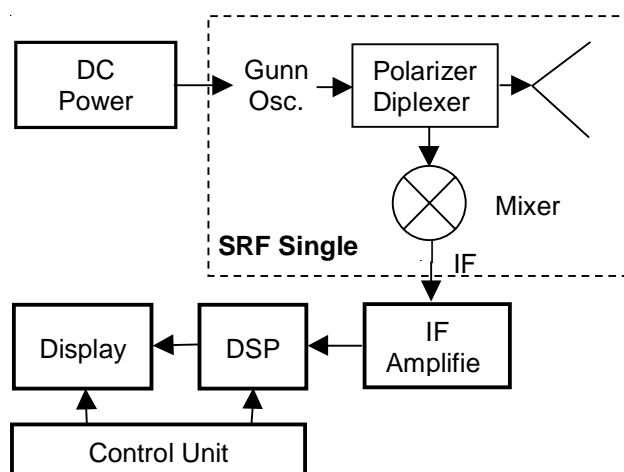 DC
Power
Gunn
Osc.
Polarizer
Diplexer
Mixer
SRF Single
IF
Display
DSP
IF
Amplifie
Control Unit